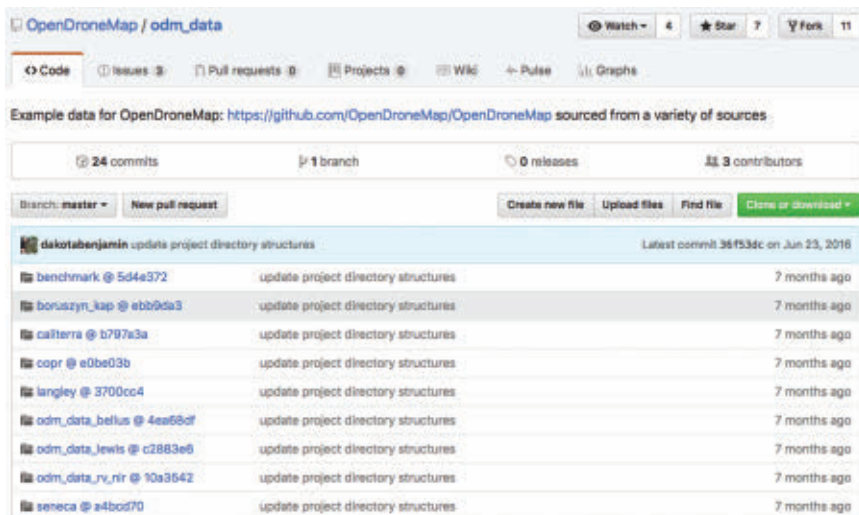 OpenDroneMap / odm_data Watch 4 Star 7 Fork 11
Code Issues 3 Pull requests 0 Projects 0 Wiki Pulse Graphs
Example data for OpenDroneMap: https://github.com/OpenDroneMap/OpenDroneMap sourced from a variety of sources
24 commits 1 branch 0 releases 3 contributors
Branch: master New pull request Create new file Upload files Find file Clone or download
dakotabenjamin update project directory structures Latest commit 36f53dc on Jun 23, 2016
benchmark @ 5d4e372 update project directory structures 7 months ago
boruszyn_kap @ ebb9da3 update project directory structures 7 months ago
caliterra @ b797a3a update project directory structures 7 months ago
copr @ e0be03b update project directory structures 7 months ago
langley @ 3700cc4 update project directory structures 7 months ago
odm_data_bellus @ 4ea68df update project directory structures 7 months ago
odm_data_lewis @ c2883e6 update project directory structures 7 months ago
odm_data_rv_nir @ 10a3542 update project directory structures 7 months ago
seneca @ a4bcd70 update project directory structures 7 months ago